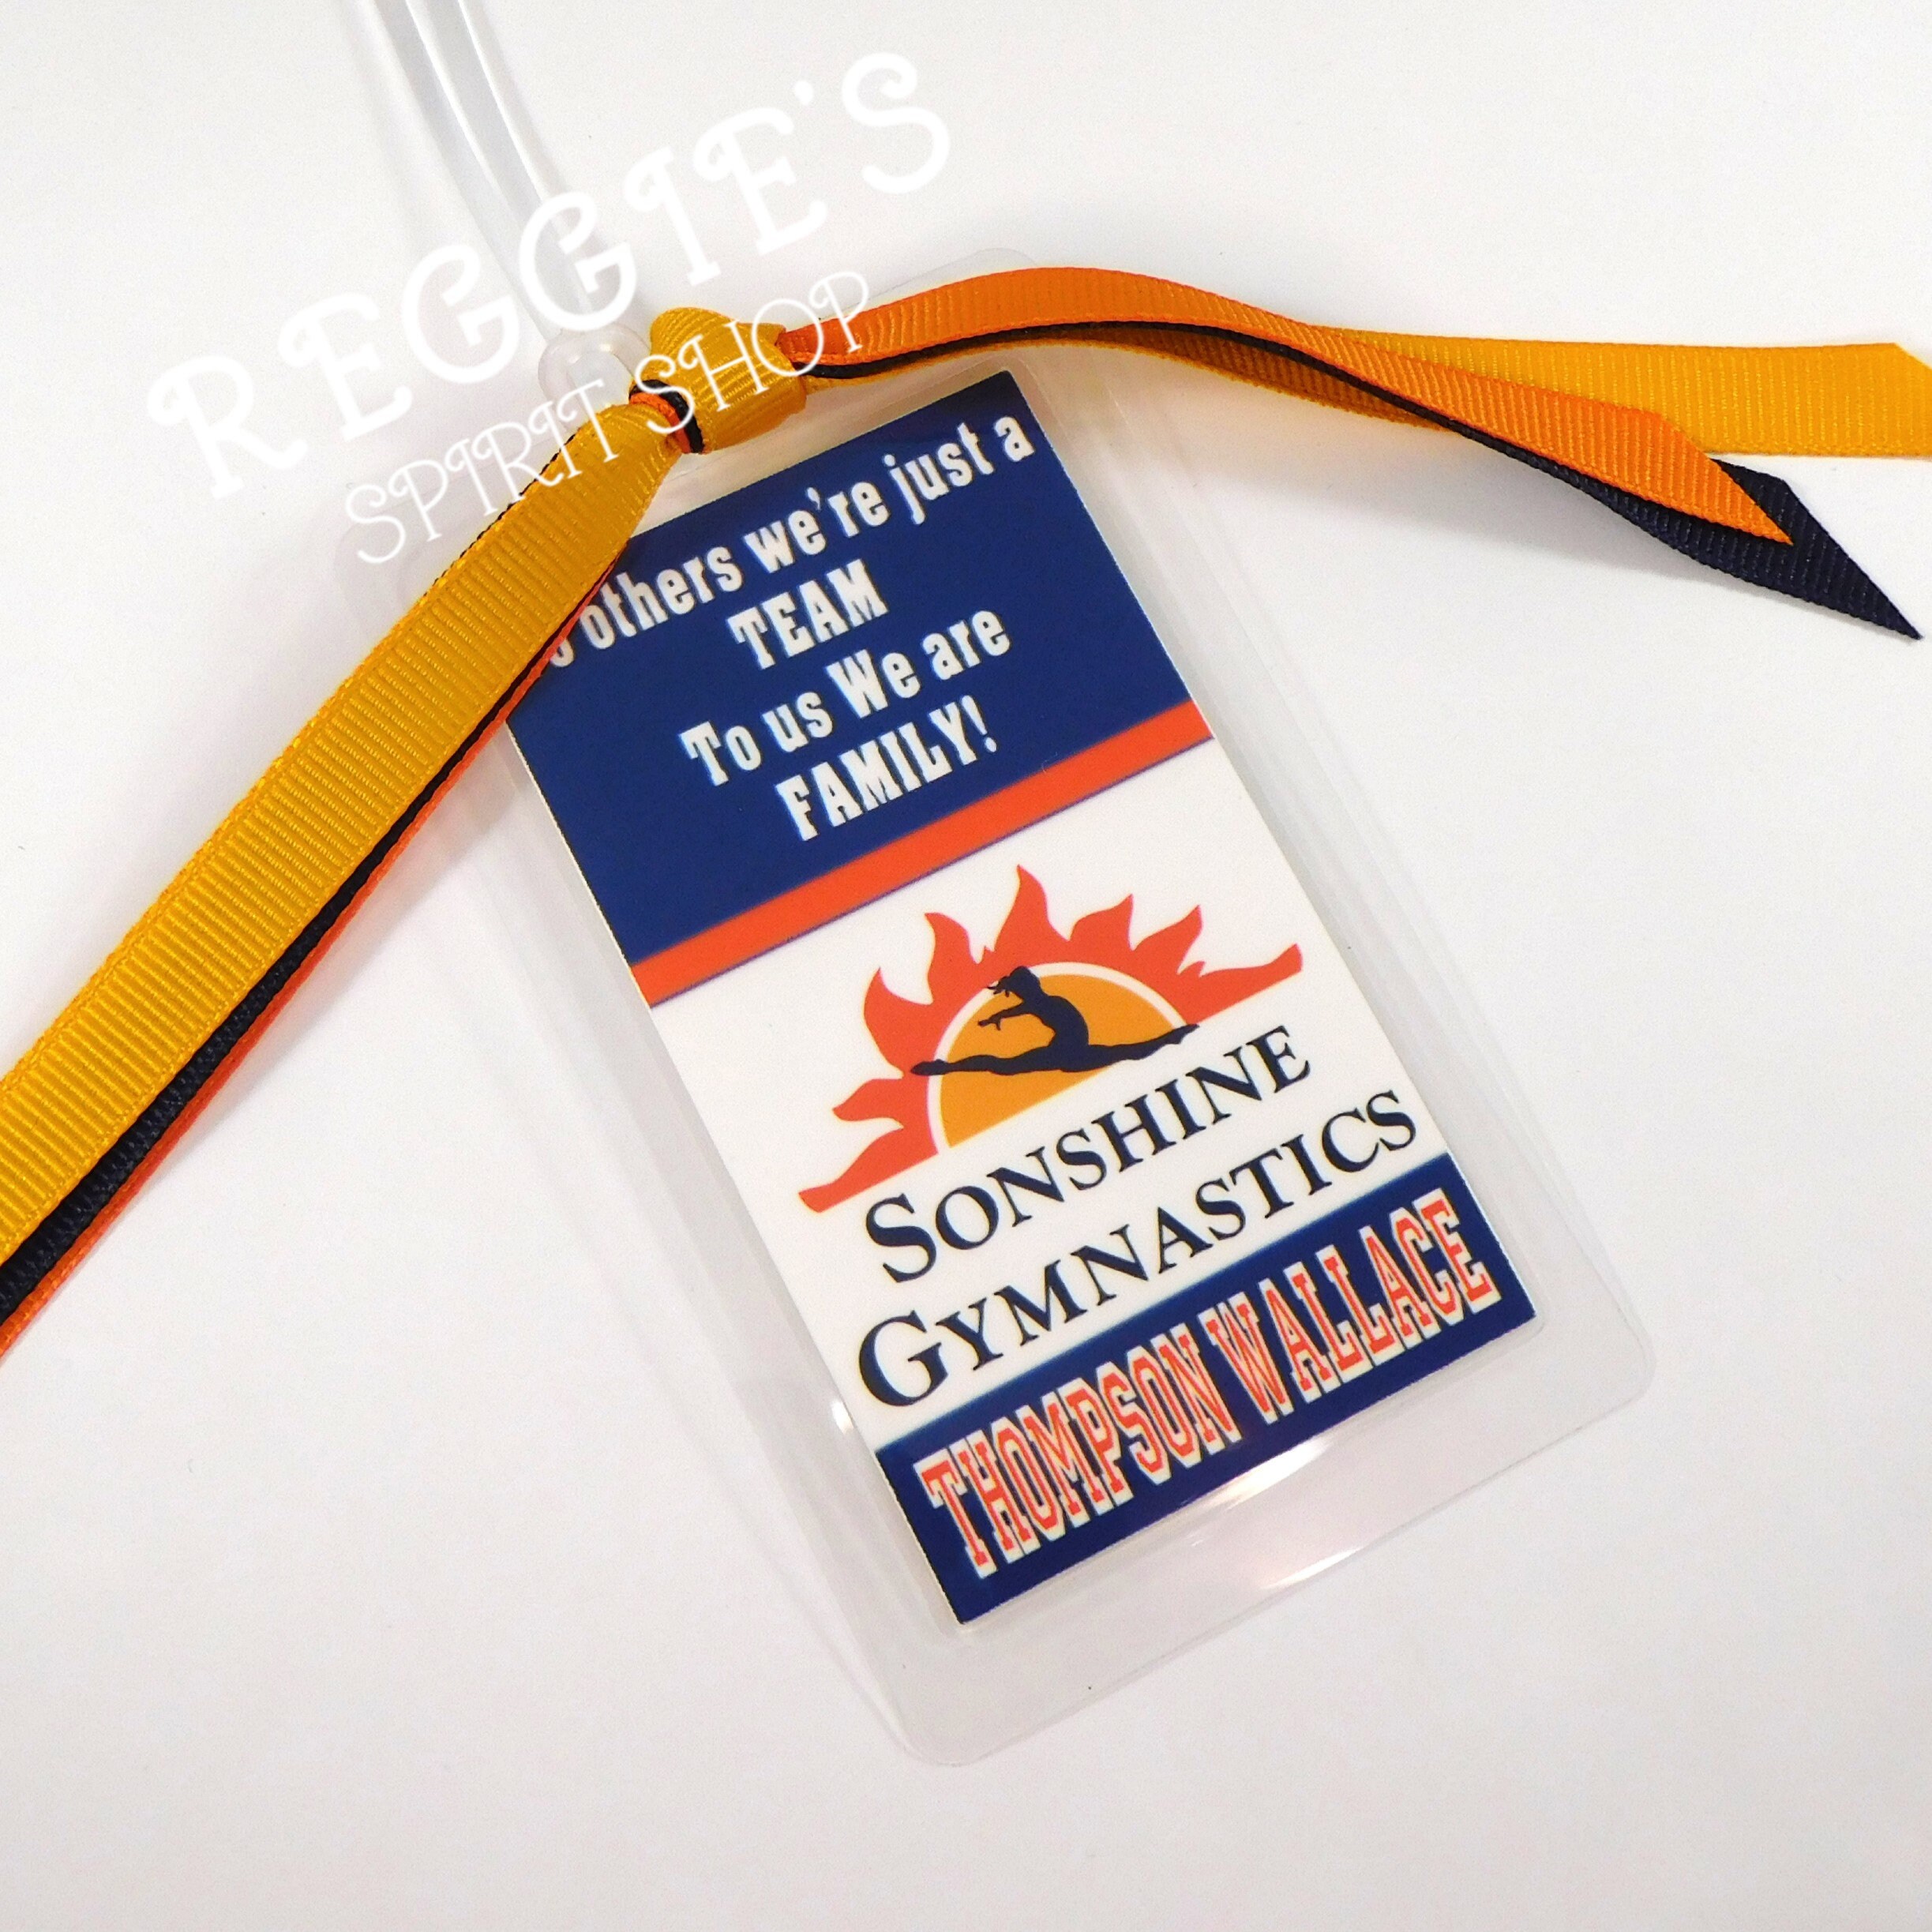 REGGIE'S
SPIRIT SHOP
others we're just a
TEAM
To us We are
FAMILY!
SONSHINE
GYMNASTICS
THOMPSON WALLACE